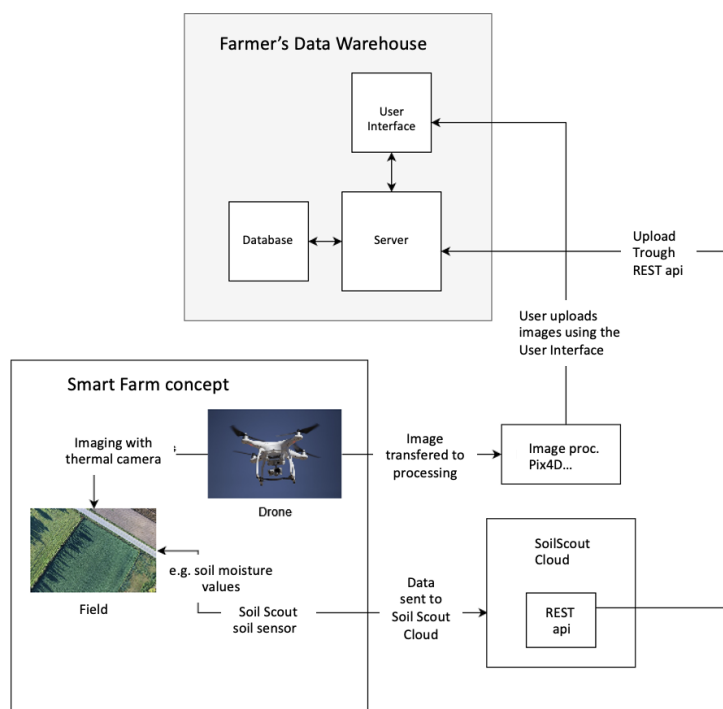 Farmer's Data Warehouse
User
Interface
Database
Server
Upload
Trough
REST api
User uploads
images using the
User Interface
Smart Farm concept
Imaging with
thermal camera
Drone
Image
transfered to
processing
Image proc.
Pix4D...
Field
e.g. soil moisture
values
Soil Scout
soil sensor
Data
sent to
Soil Scout
Cloud
SoilScout
Cloud
REST
api